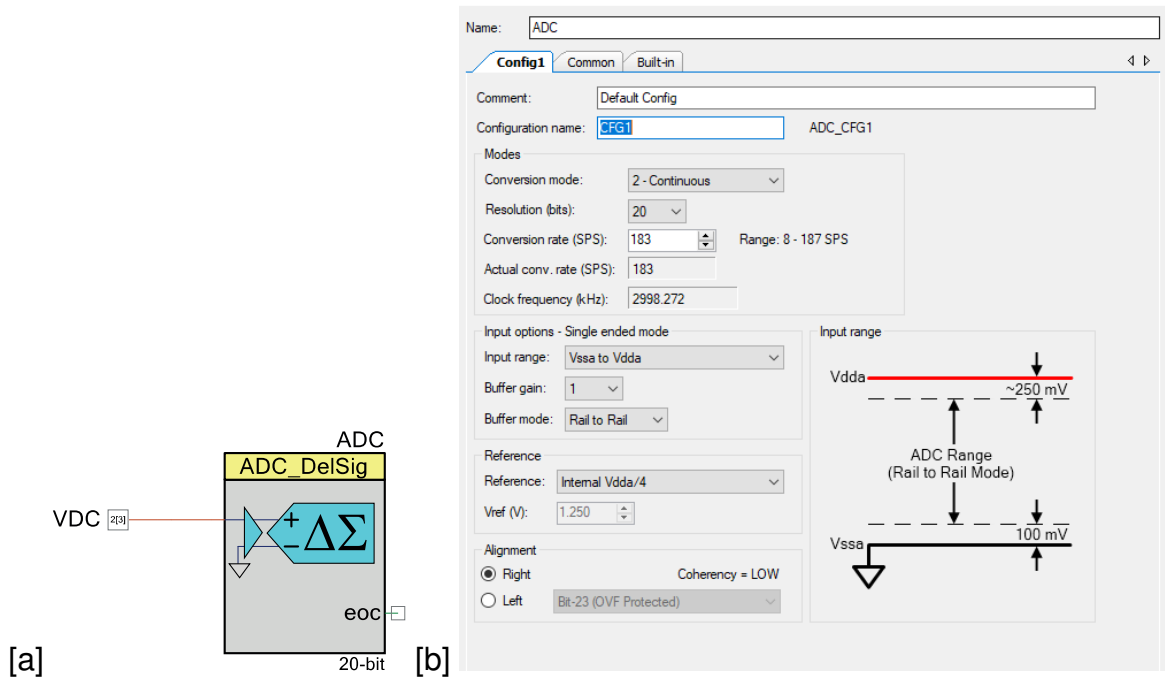 ADC
ADC_DelSig
VDC 2[3]
+
− ΔΣ
eoc
20-bit
[a]
Name: ADC
Config1 Common Built-in
Comment: Default Config
Configuration name: CFG1 ADC_CFG1
Modes
Conversion mode: 2 - Continuous
Resolution (bits): 20
Conversion rate (SPS): 183 Range: 8 - 187 SPS
Actual conv. rate (SPS): 183
Clock frequency (kHz): 2998.272
Input options - Single ended mode
Input range: Vssa to Vdda
Buffer gain: 1
Buffer mode: Rail to Rail
Input range
Vdda
~250 mV
ADC Range
(Rail to Rail Mode)
100 mV
Vssa
Reference
Reference: Internal Vdda/4
Vref (V): 1.250
Alignment
Right Coherency = LOW
Left Bit-23 (OVF Protected)
[b]